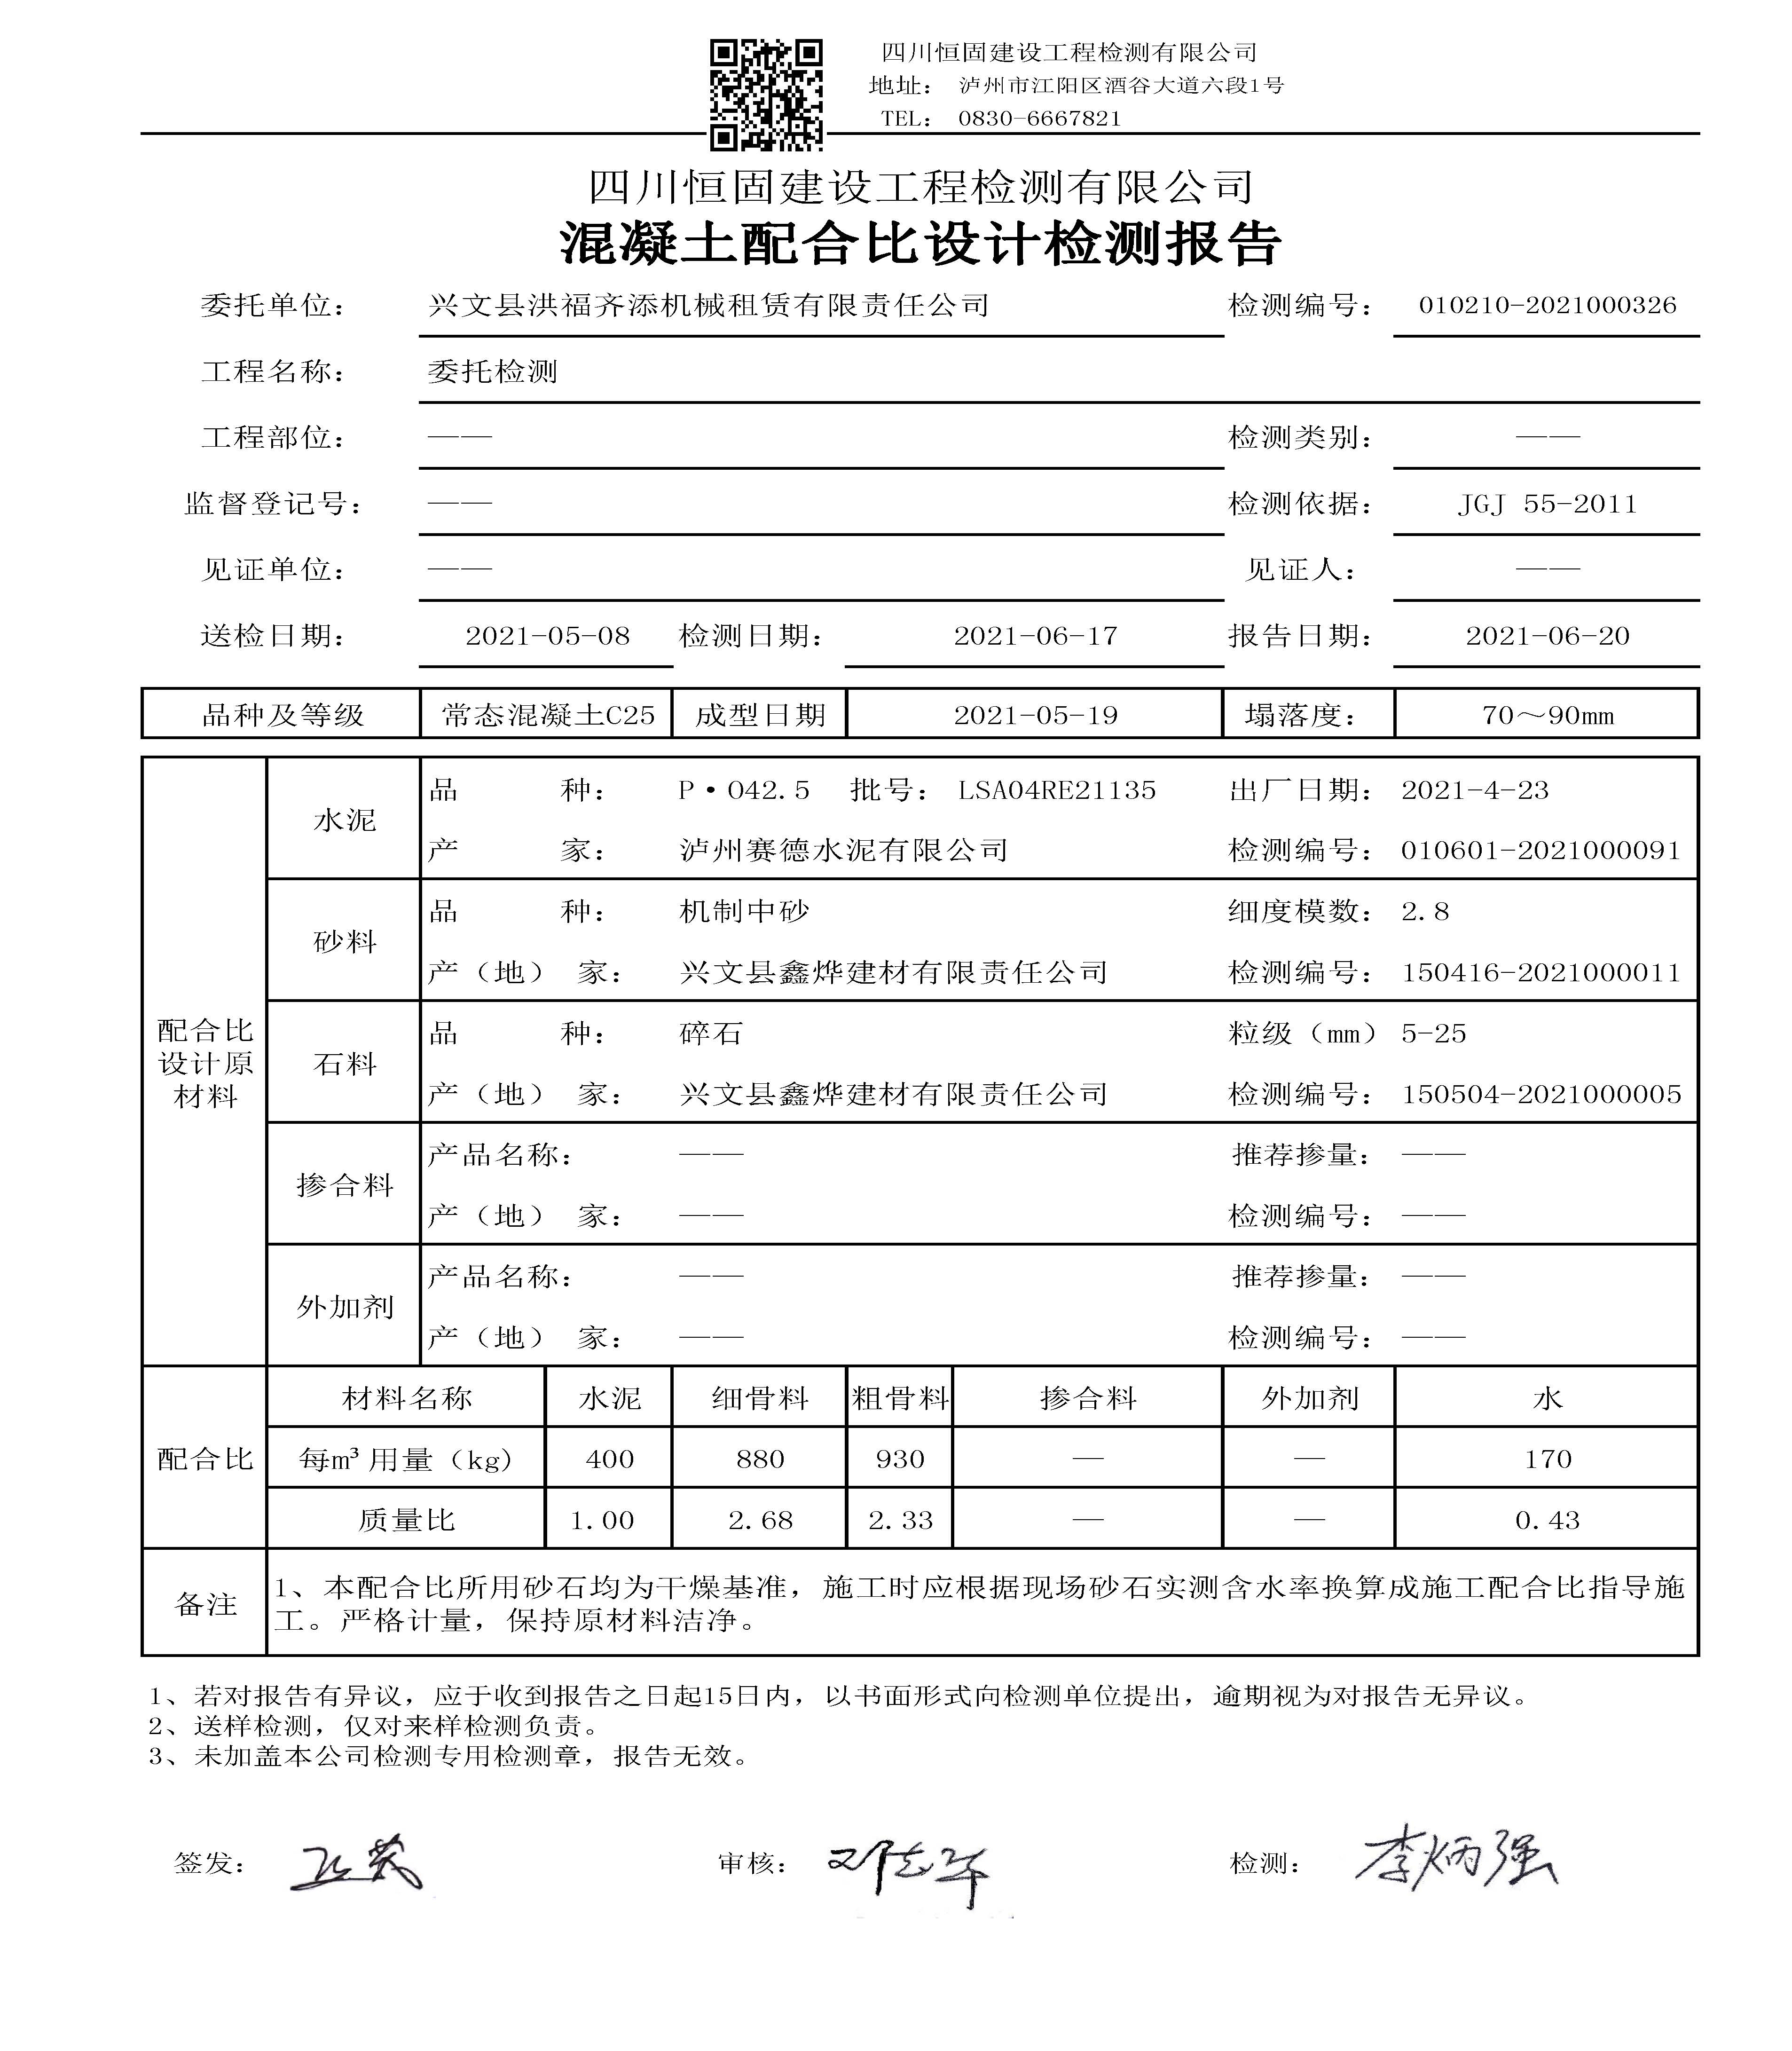 四川恒固建设工程检测有限公司
地址： 泸州市江阳区酒谷大道六段1号
TEL： 0830-6667821
四川恒固建设工程检测有限公司
混凝土配合比设计检测报告
委托单位： 兴文县洪福齐添机械租赁有限责任公司 检测编号： 010210-2021000326
工程名称： 委托检测
工程部位： —— 检测类别： ——
监督登记号： —— 检测依据： JGJ 55-2011
见证单位： —— 见证人： ——
送检日期： 2021-05-08 检测日期： 2021-06-17 报告日期： 2021-06-20
品种及等级 常态混凝土C25 成型日期 2021-05-19 塌落度： 70～90mm
配合比
设计原
材料
水泥
品 种： P·O42.5 批号： LSA04RE21135 出厂日期： 2021-4-23
产 家： 泸州赛德水泥有限公司 检测编号： 010601-2021000091
砂料
品 种： 机制中砂 细度模数： 2.8
产（地） 家： 兴文县鑫烨建材有限责任公司 检测编号： 150416-2021000011
石料
品 种： 碎石 粒级（mm） 5-25
产（地） 家： 兴文县鑫烨建材有限责任公司 检测编号： 150504-2021000005
掺合料
产品名称： —— 推荐掺量： ——
产（地） 家： —— 检测编号： ——
外加剂
产品名称： —— 推荐掺量： ——
产（地） 家： —— 检测编号： ——
配合比
材料名称 水泥 细骨料 粗骨料 掺合料 外加剂 水
每m³用量（kg） 400 880 930 — — 170
质量比 1.00 2.68 2.33 — — 0.43
备注
1、本配合比所用砂石均为干燥基准，施工时应根据现场砂石实测含水率换算成施工配合比指导施
工。严格计量，保持原材料洁净。
1、若对报告有异议，应于收到报告之日起15日内，以书面形式向检测单位提出，逾期视为对报告无异议。
2、送样检测，仅对来样检测负责。
3、未加盖本公司检测专用检测章，报告无效。
签发： 审核： 邓志华 检测： 李炳强